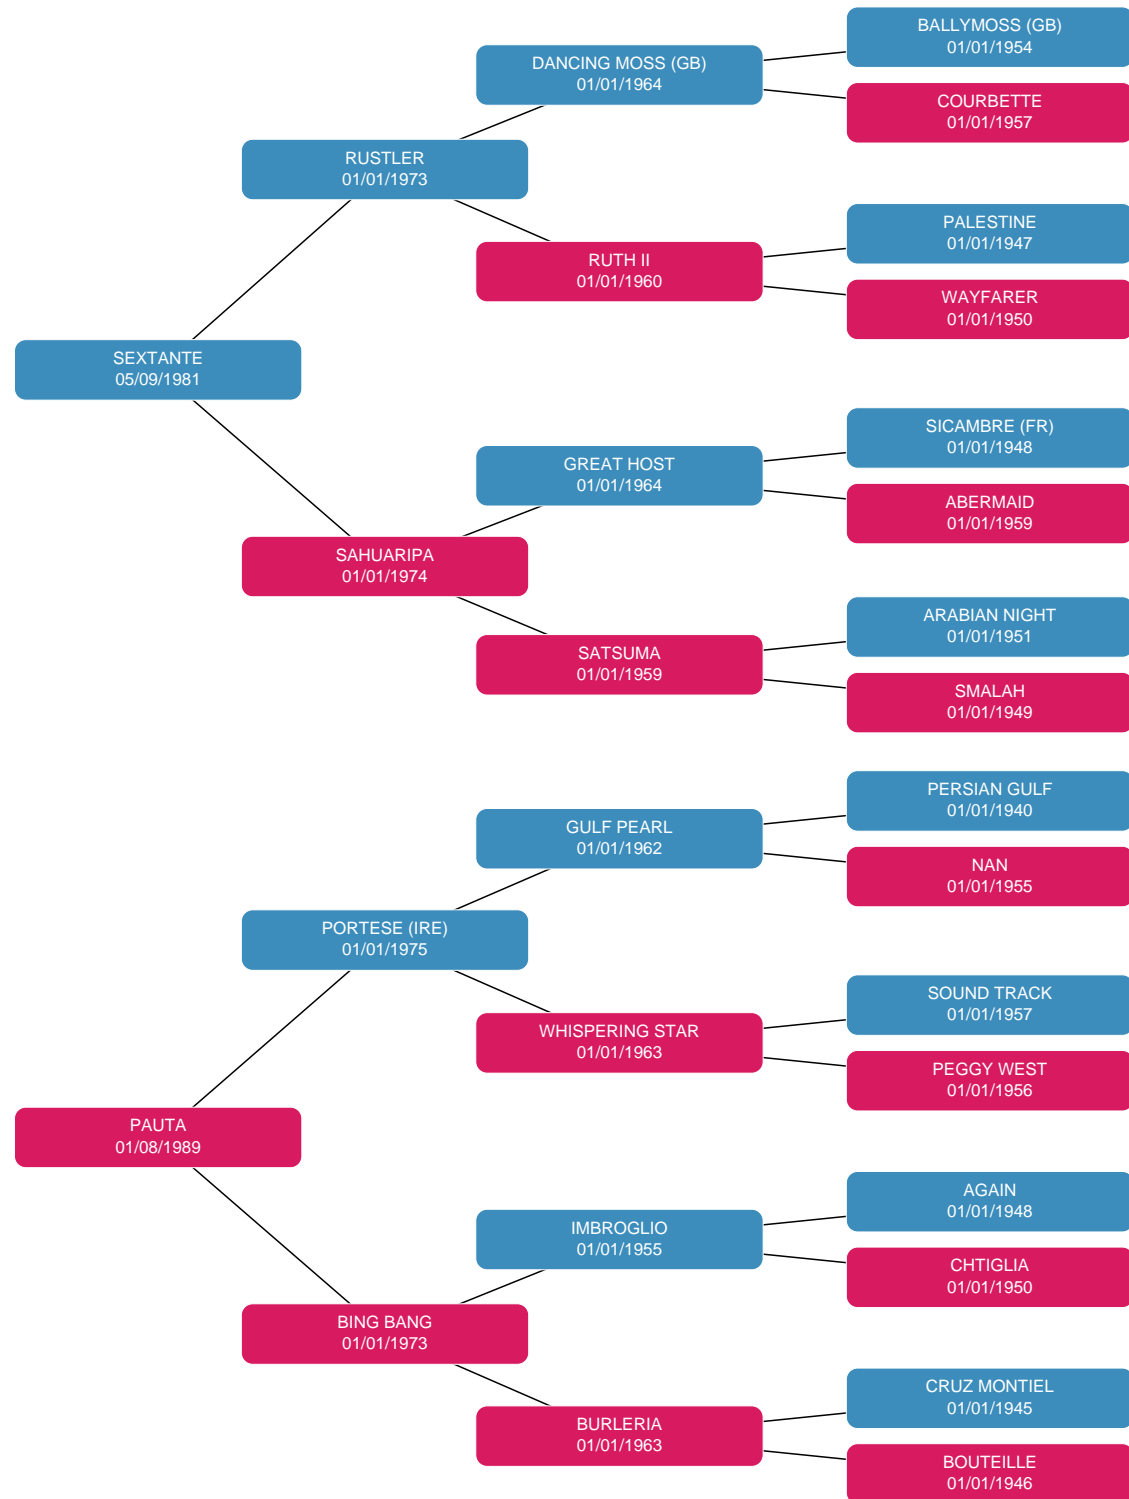 BALLYMOSS (GB)
01/01/1954
DANCING MOSS (GB)
01/01/1964
COURBETTE
01/01/1957
RUSTLER
01/01/1973
PALESTINE
01/01/1947
RUTH II
01/01/1960
WAYFARER
01/01/1950
SEXTANTE
05/09/1981
SICAMBRE (FR)
01/01/1948
GREAT HOST
01/01/1964
ABERMAID
01/01/1959
SAHUARIPA
01/01/1974
ARABIAN NIGHT
01/01/1951
SATSUMA
01/01/1959
SMALAH
01/01/1949
PERSIAN GULF
01/01/1940
GULF PEARL
01/01/1962
NAN
01/01/1955
PORTESE (IRE)
01/01/1975
SOUND TRACK
01/01/1957
WHISPERING STAR
01/01/1963
PEGGY WEST
01/01/1956
PAUTA
01/08/1989
AGAIN
01/01/1948
IMBROGLIO
01/01/1955
CHTIGLIA
01/01/1950
BING BANG
01/01/1973
CRUZ MONTIEL
01/01/1945
BURLERIA
01/01/1963
BOUTEILLE
01/01/1946